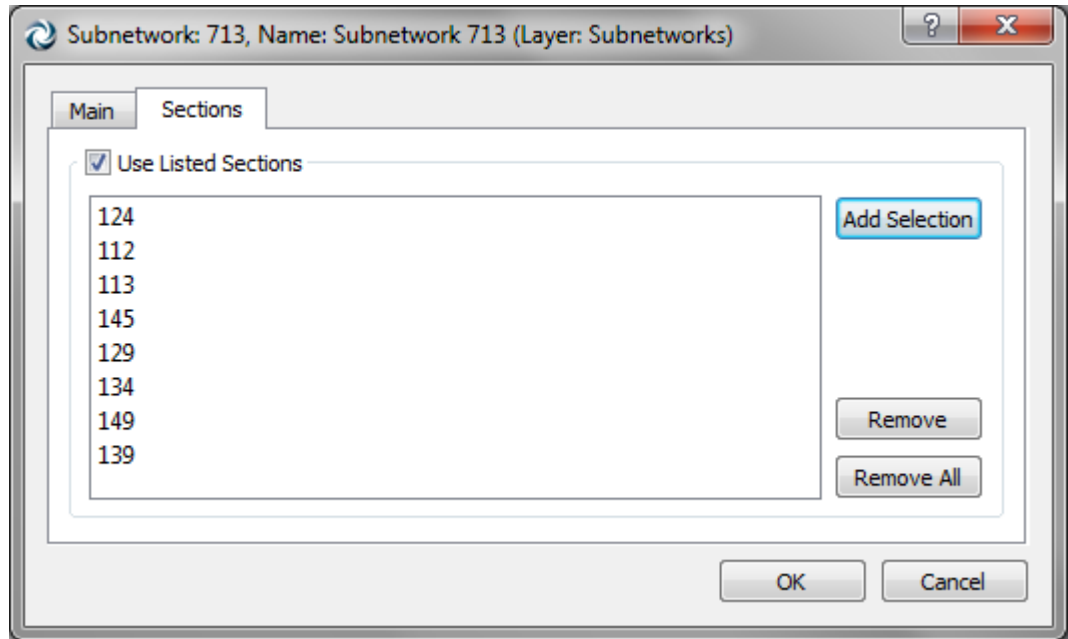 Subnetwork: 713, Name: Subnetwork 713 (Layer: Subnetworks)
?
X
Main
Sections
Use Listed Sections
124
Add Selection
112
113
145
129
134
149
Remove
139
Remove All
OK
Cancel